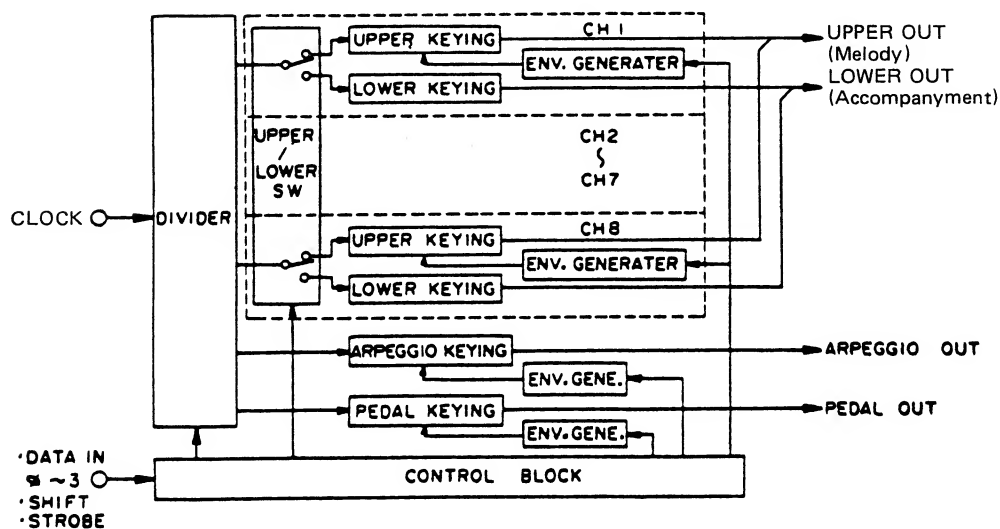 UPPER KEYING
CH 1
UPPER OUT
(Melody)
ENV. GENERATER
LOWER OUT
(Accompanyment)
LOWER KEYING
UPPER
/
LOWER
SW
CH2
~
CH7
CLOCK
DIVIDER
UPPER KEYING
CH8
ENV. GENERATER
LOWER KEYING
ARPEGGIO KEYING
ARPEGGIO OUT
ENV. GENE.
PEDAL KEYING
PEDAL OUT
ENV. GENE.
·DATA IN
ø ~3
·SHIFT
·STROBE
CONTROL BLOCK